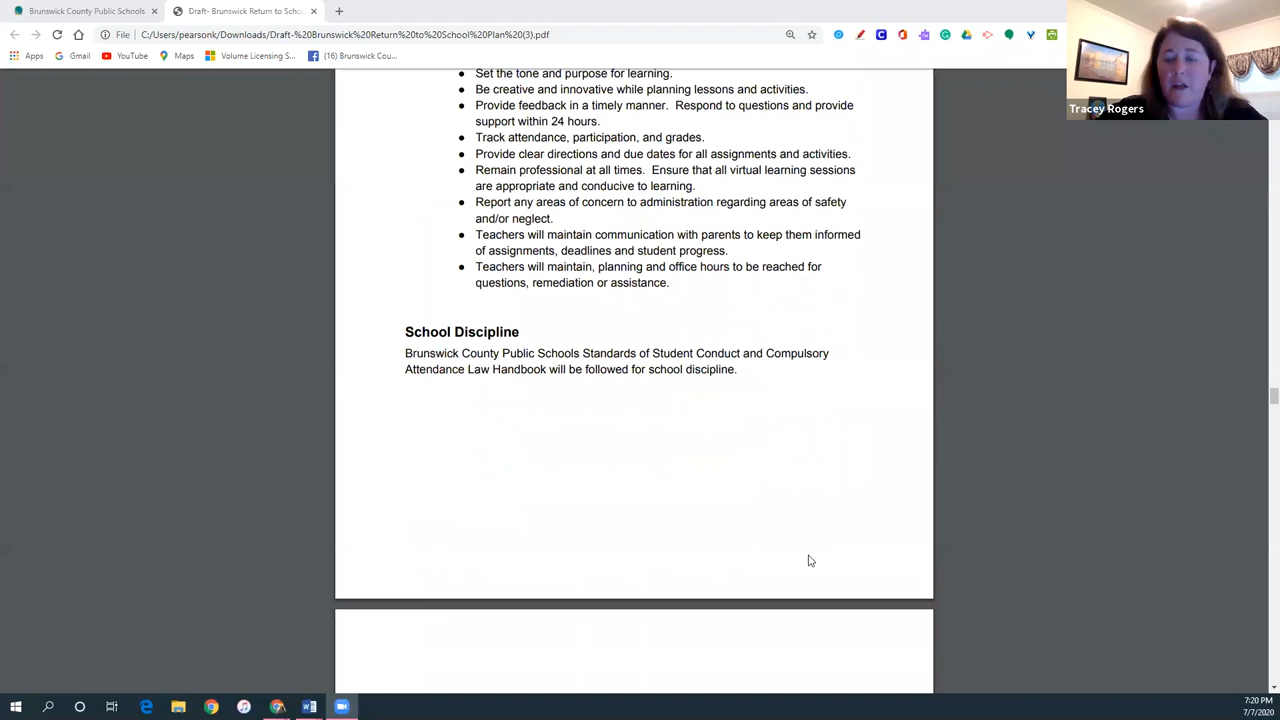 Brunswick County Public Schools
Draft- Brunswick Return to Schoo
File
C:/Users/pearsonk/Downloads/Draft-%20Brunswick%20Return%20to%20School%20Plan%20(3).pdf
Apps
Gmail
YouTube
Maps
Volume Licensing S...
(16) Brunswick Cou...
Tracey Rogers
● Set the tone and purpose for learning.
● Be creative and innovative while planning lessons and activities.
● Provide feedback in a timely manner. Respond to questions and provide
support within 24 hours.
● Track attendance, participation, and grades.
● Provide clear directions and due dates for all assignments and activities.
● Remain professional at all times. Ensure that all virtual learning sessions
are appropriate and conducive to learning.
● Report any areas of concern to administration regarding areas of safety
and/or neglect.
● Teachers will maintain communication with parents to keep them informed
of assignments, deadlines and student progress.
● Teachers will maintain, planning and office hours to be reached for
questions, remediation or assistance.
School Discipline
Brunswick County Public Schools Standards of Student Conduct and Compulsory
Attendance Law Handbook will be followed for school discipline.
7:20 PM
7/7/2020